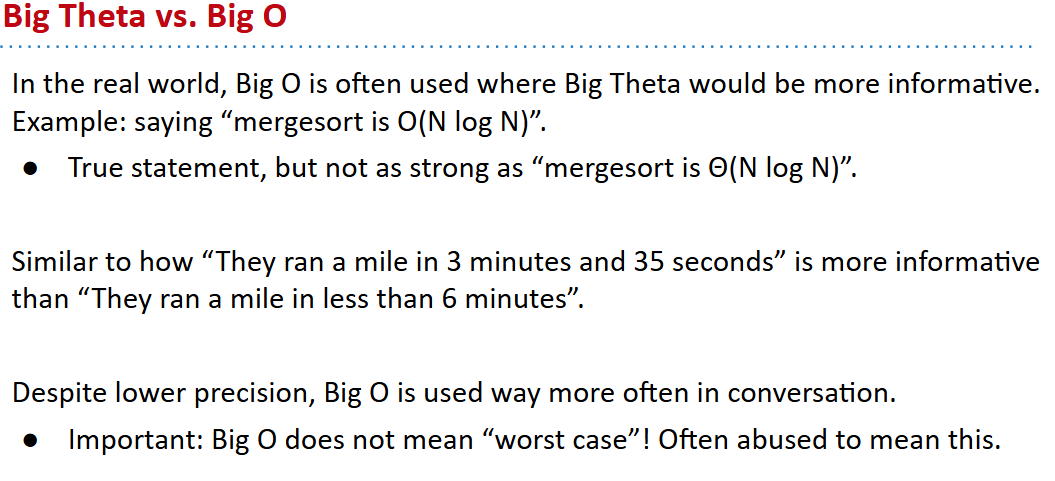 Big Theta vs. Big O
In the real world, Big O is often used where Big Theta would be more informative.
Example: saying “mergesort is O(N log N)”.
● True statement, but not as strong as “mergesort is Θ(N log N)”.
Similar to how “They ran a mile in 3 minutes and 35 seconds” is more informative
than “They ran a mile in less than 6 minutes”.
Despite lower precision, Big O is used way more often in conversation.
● Important: Big O does not mean “worst case”! Often abused to mean this.